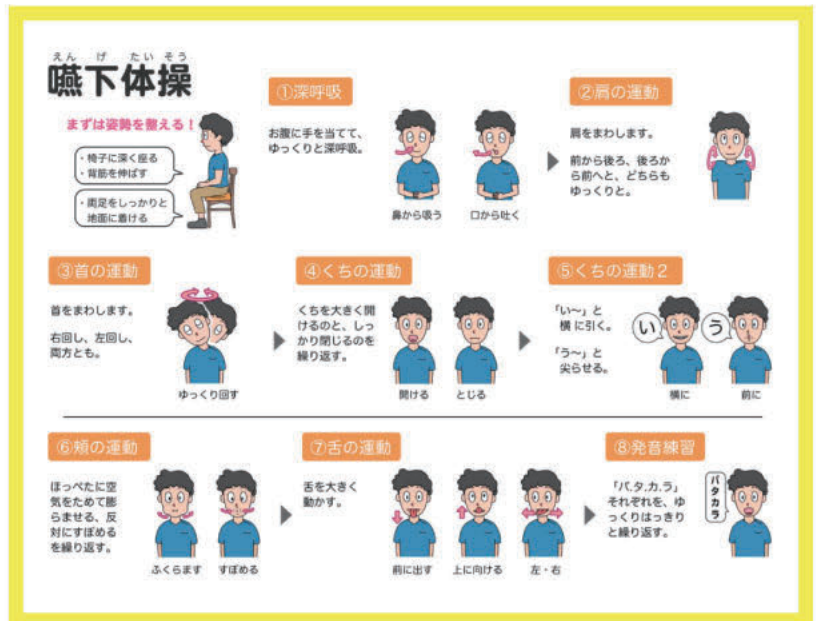 えんげたいそう
嚥下体操
まずは姿勢を整える！
・椅子に深く座る
・背筋を伸ばす
・両足をしっかりと
地面に着ける
①深呼吸
お腹に手を当てて、
ゆっくりと深呼吸。
鼻から吸う
口から吐く
②肩の運動
肩をまわします。
前から後ろ、後ろか
ら前へと、どちらも
ゆっくりと。
③首の運動
首をまわします。
右回し、左回し、
両方とも。
ゆっくり回す
④くちの運動
くちを大きく開
けるのと、しっ
かり閉じるのを
繰り返す。
開ける
とじる
⑤くちの運動２
「い〜」と
横に引く。
「う〜」と
尖らせる。
い
う
横に
前に
⑥頬の運動
ほっぺたに空
気をためて膨
らませる、反
対にすぼめる
を繰り返す。
ふくらます
すぼめる
⑦舌の運動
舌を大きく
動かす。
前に出す
上に向ける
左・右
⑧発音練習
「パ.タ.カ.ラ」
それぞれを、ゆ
っくりはっきり
と繰り返す。
パタカラ